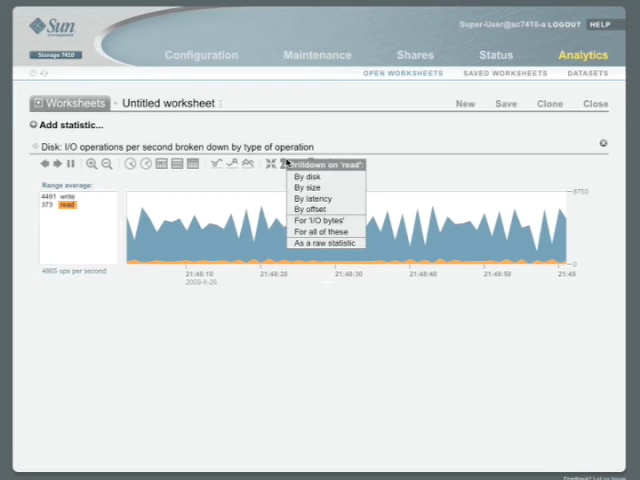 Sun
Super-User@sc7410-a LOGOUT HELP
Storage 7410
Configuration Maintenance Shares Status Analytics
OPEN WORKSHEETS SAVED WORKSHEETS DATASETS
Worksheets Untitled worksheet
New Save Clone Close
Add statistic...
Disk: I/O operations per second broken down by type of operation
Drilldown on 'read':
By disk
By size
By latency
By offset
For 'I/O bytes'
For all of these
As a raw statistic
Range average:
4491 write
373 read
8750
0
4865 ops per second
21:48:10 21:48:20 21:48:30 21:48:40 21:48:50 21:49